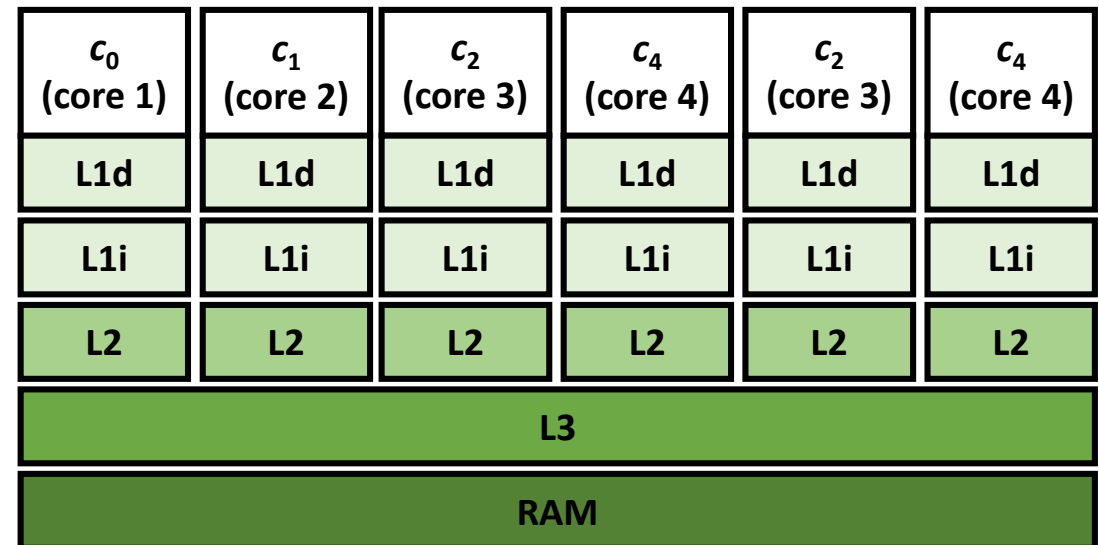 c₀ c₁ c₂ c₄ c₂ c₄
(core 1) (core 2) (core 3) (core 4) (core 3) (core 4)
L1d L1d L1d L1d L1d L1d
L1i L1i L1i L1i L1i L1i
L2 L2 L2 L2 L2 L2
L3
RAM